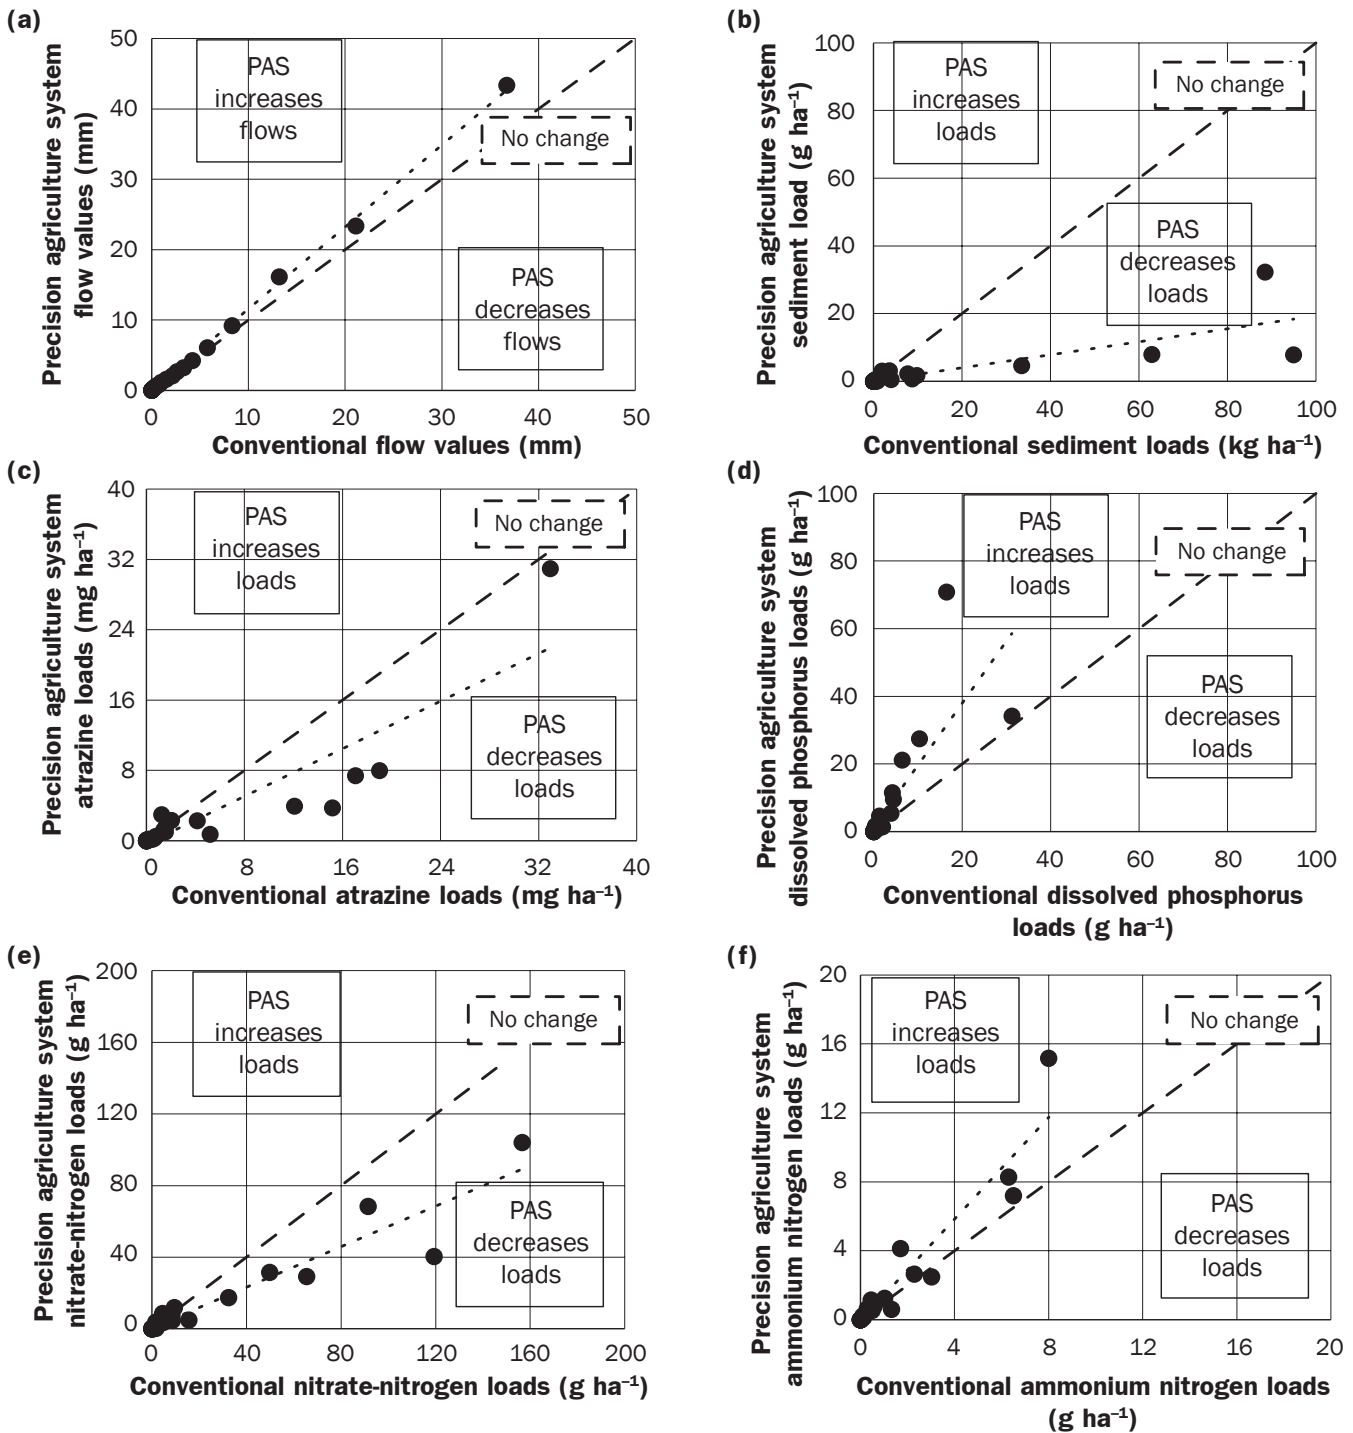 (a)
Precision agriculture system
flow values (mm)
50
40
30
20
10
0
PAS
increases
flows
No change
PAS
decreases
flows
0 10 20 30 40 50
Conventional flow values (mm)
(b)
Precision agriculture system
sediment load (g ha⁻¹)
100
80
60
40
20
0
PAS
increases
loads
No change
PAS
decreases
loads
0 20 40 60 80 100
Conventional sediment loads (kg ha⁻¹)
(c)
Precision agriculture system
atrazine loads (mg ha⁻¹)
40
32
24
16
8
0
PAS
increases
loads
No change
PAS
decreases
loads
0 8 16 24 32 40
Conventional atrazine loads (mg ha⁻¹)
(d)
Precision agriculture system
dissolved phosphorus loads (g ha⁻¹)
100
80
60
40
20
0
PAS
increases
loads
No change
PAS
decreases
loads
0 20 40 60 80 100
Conventional dissolved phosphorus
loads (g ha⁻¹)
(e)
Precision agriculture system
nitrate-nitrogen loads (g ha⁻¹)
200
160
120
80
40
0
PAS
increases
loads
No change
PAS
decreases
loads
0 40 80 120 160 200
Conventional nitrate-nitrogen loads (g ha⁻¹)
(f)
Precision agriculture system
ammonium nitrogen loads (g ha⁻¹)
20
16
12
8
4
0
PAS
increases
loads
No change
PAS
decreases
loads
0 4 8 12 16 20
Conventional ammonium nitrogen loads
(g ha⁻¹)